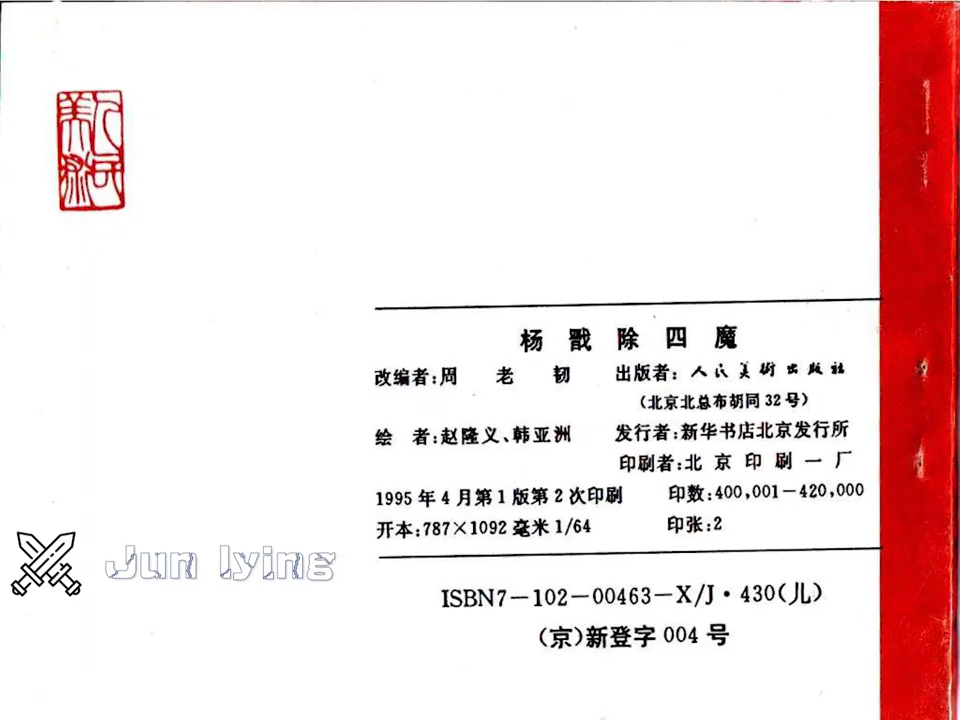 人民美术
杨戬除四魔
改编者：周老韧 出版者：人民美術出版社
（北京北总布胡同32号）
绘者：赵隆义、韩亚洲 发行者：新华书店北京发行所
印刷者：北京印刷一厂
1995年4月第1版第2次印刷 印数：400,001－420,000
开本：787×1092毫米1/64 印张：2
Jun lying
ISBN7－102－00463－X/J·430（儿）
（京）新登字004号